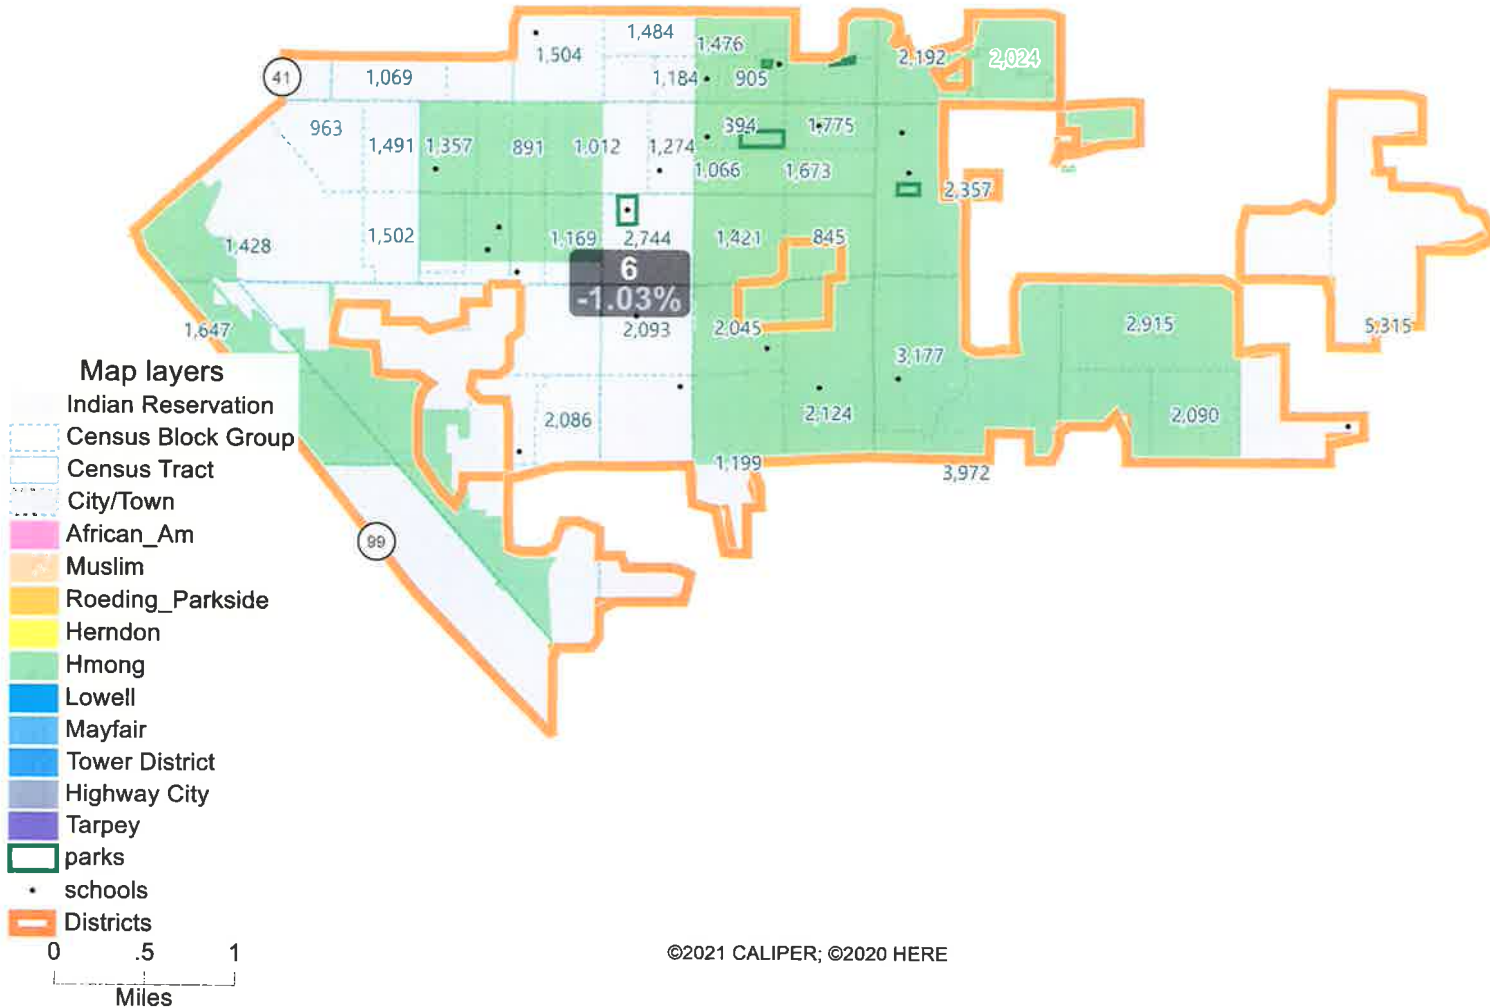 1,484
1,504
1,476
2,192
2,024
41
1,069
1,184
905
963
394
1,775
1,491
1,357
891
1,012
1,274
1,066
1,673
2,357
1,428
1,502
1,169
2,744
1,421
845
6
-1.03%
1,647
2,093
2,045
2,915
5,315
3,177
2,086
2,124
2,090
1,199
3,972
99
Map layers
Indian Reservation
Census Block Group
Census Tract
City/Town
African_Am
Muslim
Roeding_Parkside
Herndon
Hmong
Lowell
Mayfair
Tower District
Highway City
Tarpey
parks
schools
Districts
0 .5 1
Miles
©2021 CALIPER; ©2020 HERE